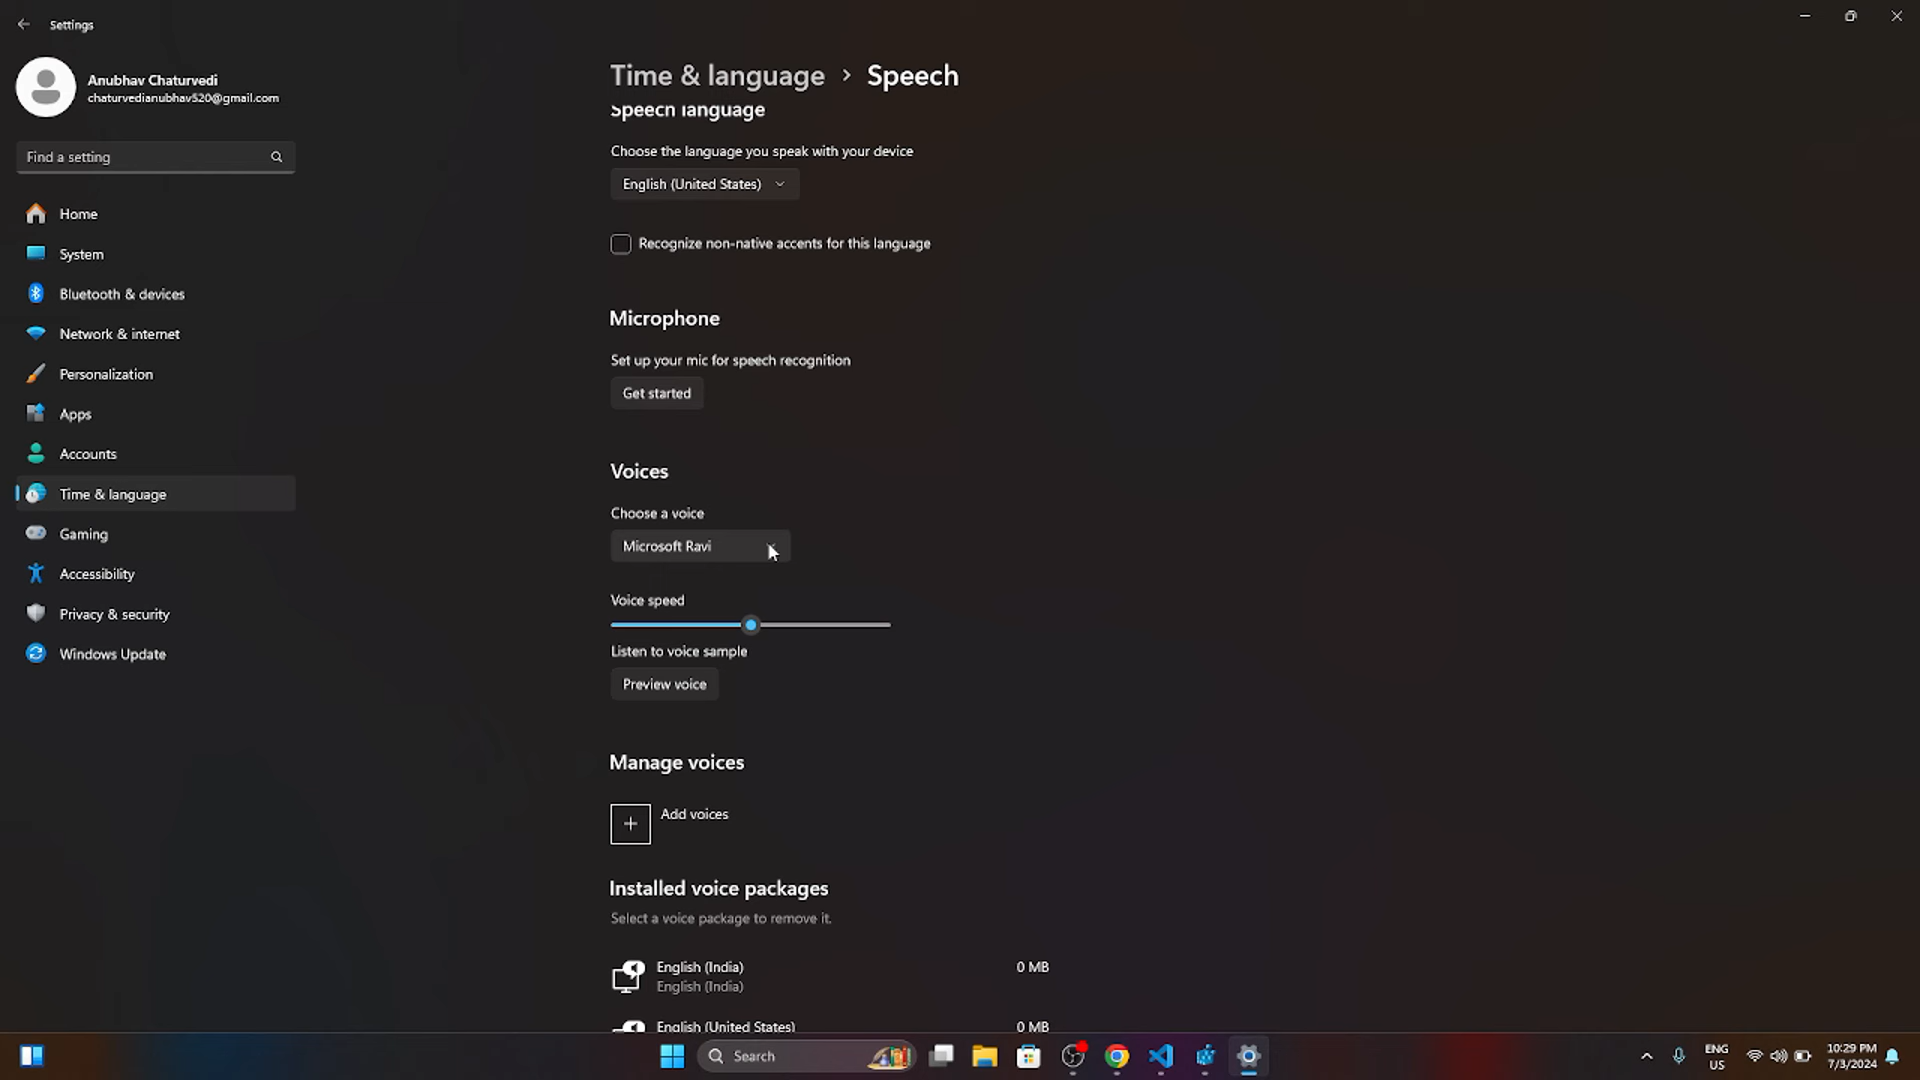 Settings
Anubhav Chaturvedi
chaturvedianubhav520@gmail.com
Find a setting
Home
System
Bluetooth & devices
Network & internet
Personalization
Apps
Accounts
Time & language
Gaming
Accessibility
Privacy & security
Windows Update
Time & language > Speech
Speech language
Choose the language you speak with your device
English (United States)
Recognize non-native accents for this language
Microphone
Set up your mic for speech recognition
Get started
Voices
Choose a voice
Microsoft Ravi
Voice speed
Listen to voice sample
Preview voice
Manage voices
Add voices
Installed voice packages
Select a voice package to remove it.
English (India) 0 MB
English (India)
English (United States) 0 MB
Search
ENG
US
10:29 PM
7/3/2024